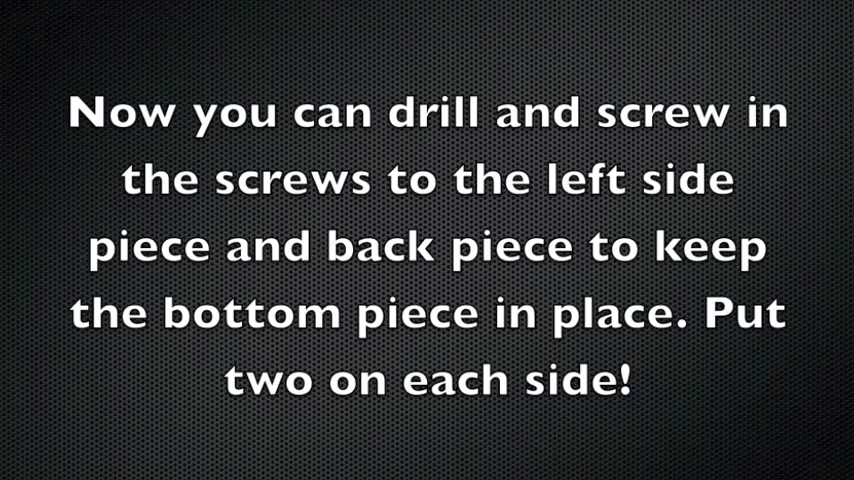 Now you can drill and screw in
the screws to the left side
piece and back piece to keep
the bottom piece in place. Put
two on each side!